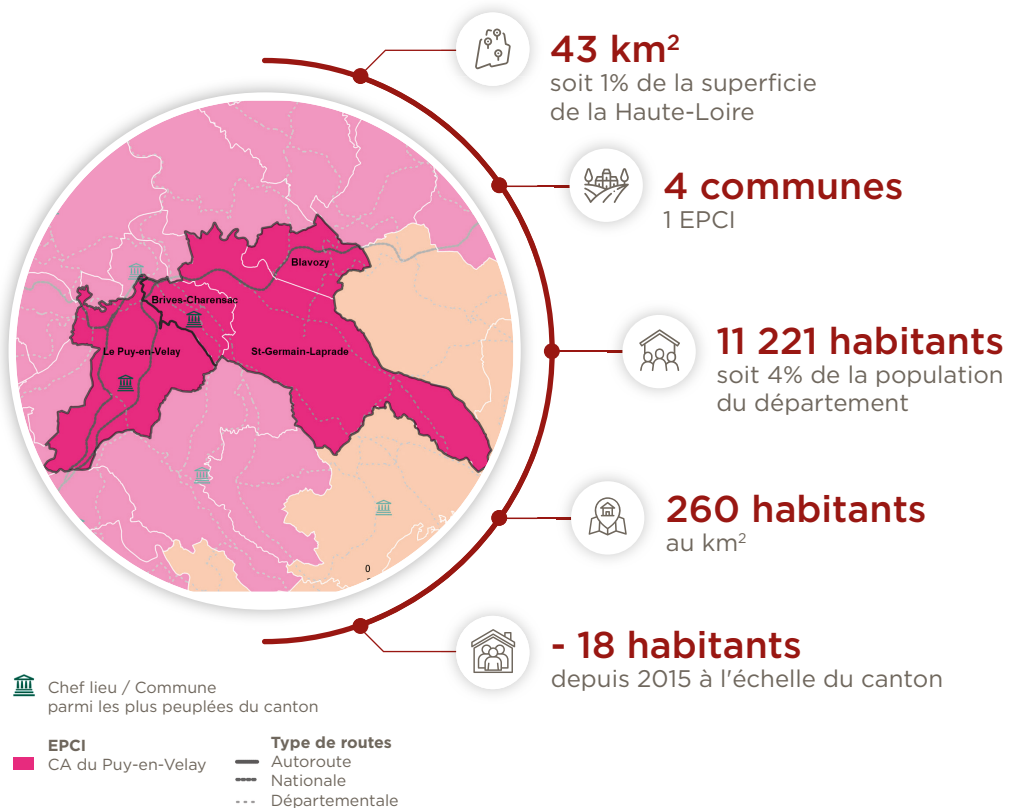 43 km²
soit 1% de la superficie
de la Haute-Loire
4 communes
1 EPCI
11 221 habitants
soit 4% de la population
du département
260 habitants
au km²
- 18 habitants
depuis 2015 à l'échelle du canton
Blavozy
Brives-Charensac
Le Puy-en-Velay
St-Germain-Laprade
0
Chef lieu / Commune
parmi les plus peuplées du canton
EPCI
CA du Puy-en-Velay
Type de routes
Autoroute
Nationale
Départementale